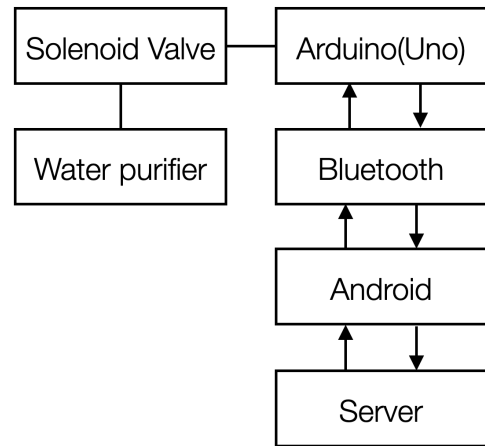 Solenoid Valve
Arduino(Uno)
Water purifier
Bluetooth
Android
Server